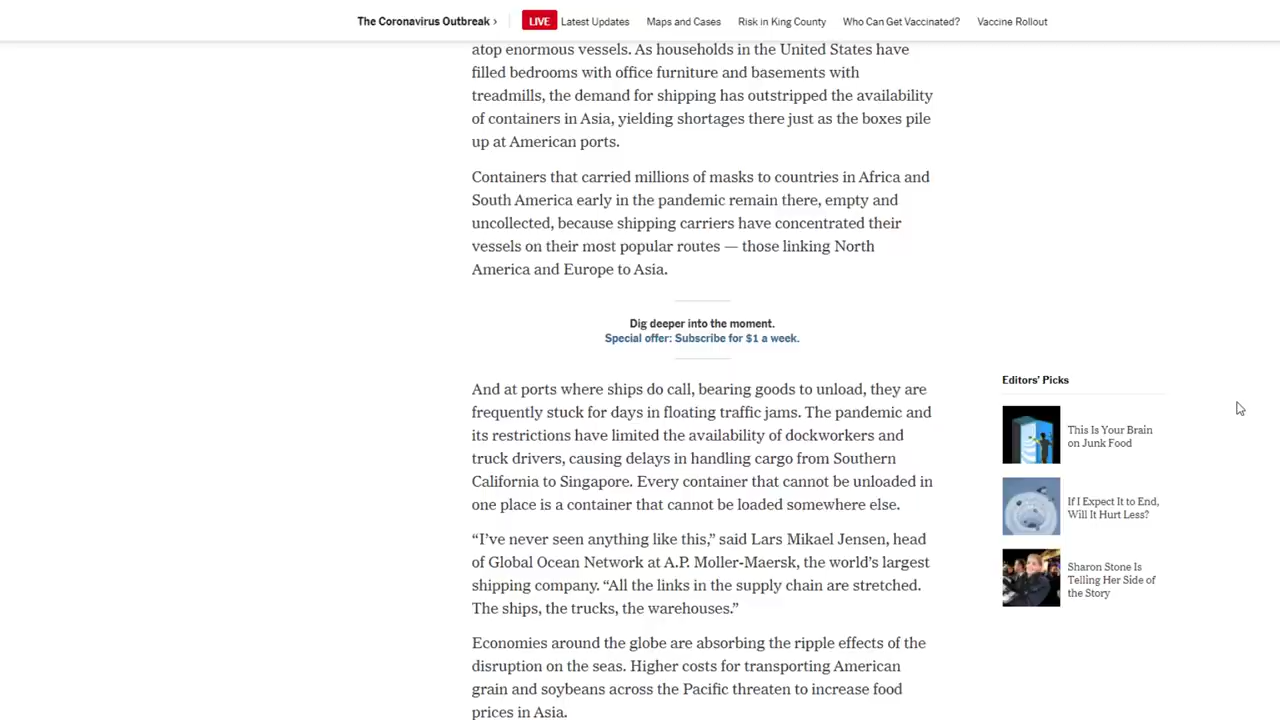 The Coronavirus Outbreak ›
LIVE Latest Updates
Maps and Cases
Risk in King County
Who Can Get Vaccinated?
Vaccine Rollout
atop enormous vessels. As households in the United States have
filled bedrooms with office furniture and basements with
treadmills, the demand for shipping has outstripped the availability
of containers in Asia, yielding shortages there just as the boxes pile
up at American ports.
Containers that carried millions of masks to countries in Africa and
South America early in the pandemic remain there, empty and
uncollected, because shipping carriers have concentrated their
vessels on their most popular routes — those linking North
America and Europe to Asia.
Dig deeper into the moment.
Special offer: Subscribe for $1 a week.
And at ports where ships do call, bearing goods to unload, they are
frequently stuck for days in floating traffic jams. The pandemic and
its restrictions have limited the availability of dockworkers and
truck drivers, causing delays in handling cargo from Southern
California to Singapore. Every container that cannot be unloaded in
one place is a container that cannot be loaded somewhere else.
“I’ve never seen anything like this,” said Lars Mikael Jensen, head
of Global Ocean Network at A.P. Moller-Maersk, the world’s largest
shipping company. “All the links in the supply chain are stretched.
The ships, the trucks, the warehouses.”
Economies around the globe are absorbing the ripple effects of the
disruption on the seas. Higher costs for transporting American
grain and soybeans across the Pacific threaten to increase food
prices in Asia.
Editors’ Picks
This Is Your Brain
on Junk Food
If I Expect It to End,
Will It Hurt Less?
Sharon Stone Is
Telling Her Side of
the Story